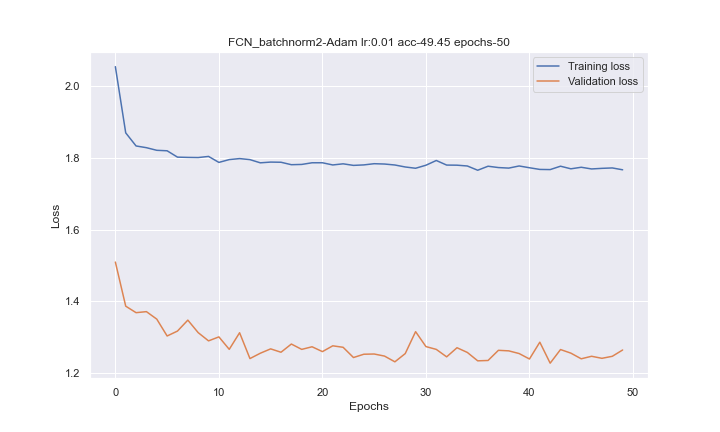 FCN_batchnorm2-Adam lr:0.01 acc-49.45 epochs-50
Training loss
Validation loss
2.0
1.8
1.6
1.4
1.2
Loss
0
10
20
30
40
50
Epochs